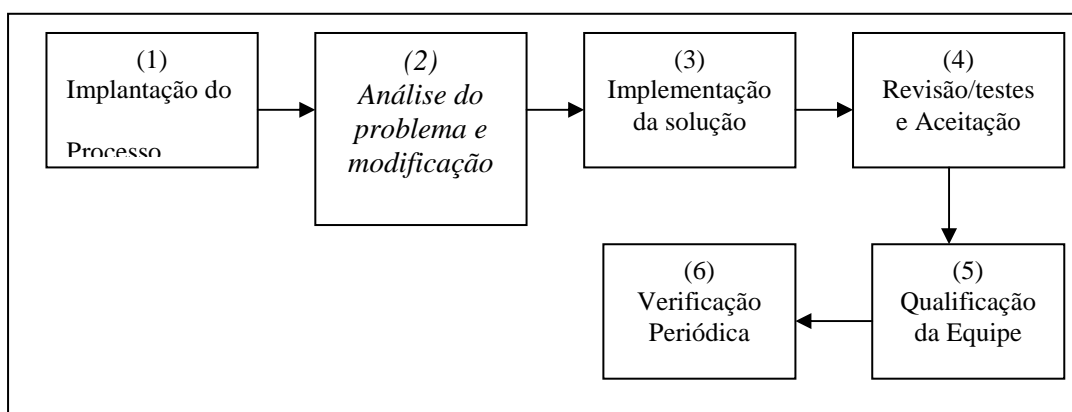 (1)
Implantação do
Processo
(2)
Análise do
problema e
modificação
(3)
Implementação
da solução
(4)
Revisão/testes
e Aceitação
(5)
Qualificação
da Equipe
(6)
Verificação
Periódica